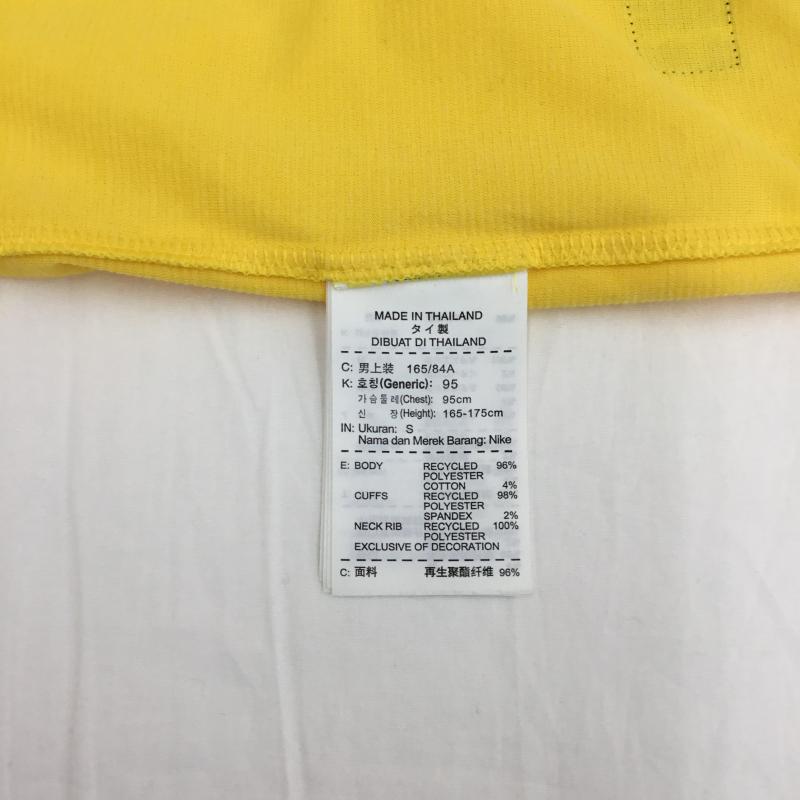 MADE IN THAILAND
タイ製
DIBUAT DI THAILAND
C: 男上装 165/84A
K: 호칭(Generic): 95
가슴둘레(Chest): 95cm
신 장(Height): 165-175cm
IN: Ukuran: S
Nama dan Merek Barang: Nike
E: BODY RECYCLED 96%
POLYESTER
COTTON 4%
CUFFS RECYCLED 98%
POLYESTER
SPANDEX 2%
NECK RIB RECYCLED 100%
POLYESTER
EXCLUSIVE OF DECORATION
C: 面料 再生聚酯纤维 96%